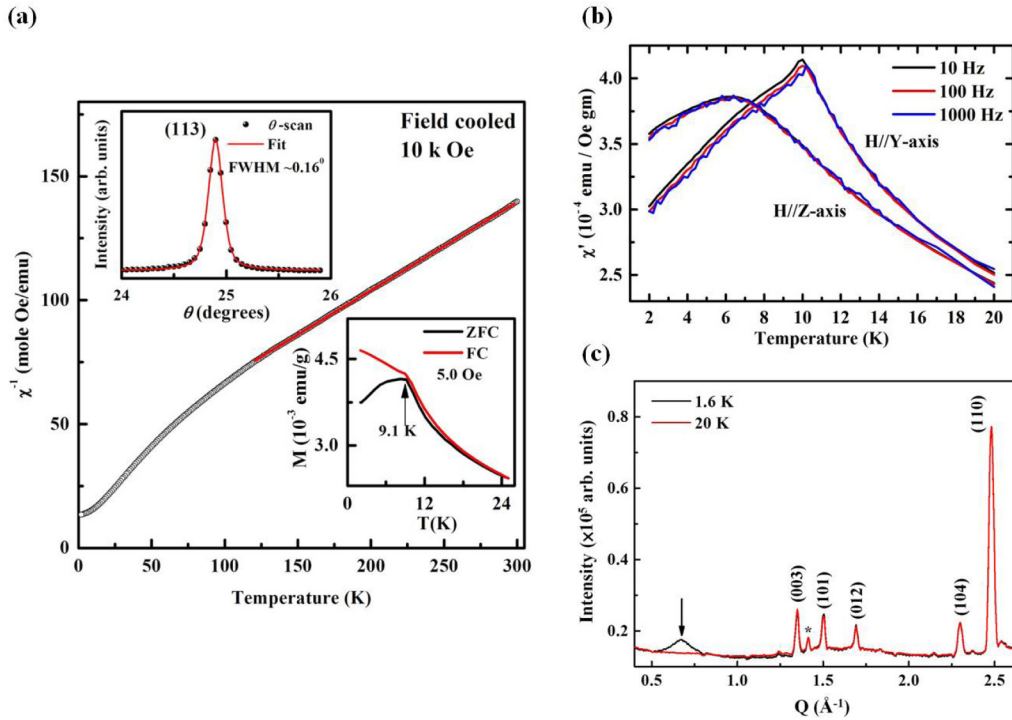 (a)
Field cooled
10 k Oe
χ⁻¹ (mole Oe/emu)
150
100
50
0
0 50 100 150 200 250 300
Temperature (K)
(113)
θ-scan
Fit
FWHM ~0.16⁰
Intensity (arb. units)
24 25 26
θ (degrees)
ZFC
FC
5.0 Oe
9.1 K
M (10⁻³ emu/g)
4.5
3.0
0 12 24
T(K)
(b)
10 Hz
100 Hz
1000 Hz
H//Y-axis
H//Z-axis
χ' (10⁻⁴ emu / Oe gm)
4.0
3.5
3.0
2.5
2 4 6 8 10 12 14 16 18 20
Temperature (K)
(c)
1.6 K
20 K
(003)
*
(101)
(012)
(104)
(110)
Intensity (×10⁵ arb. units)
0.8
0.6
0.4
0.2
0.5 1.0 1.5 2.0 2.5
Q (Å⁻¹)